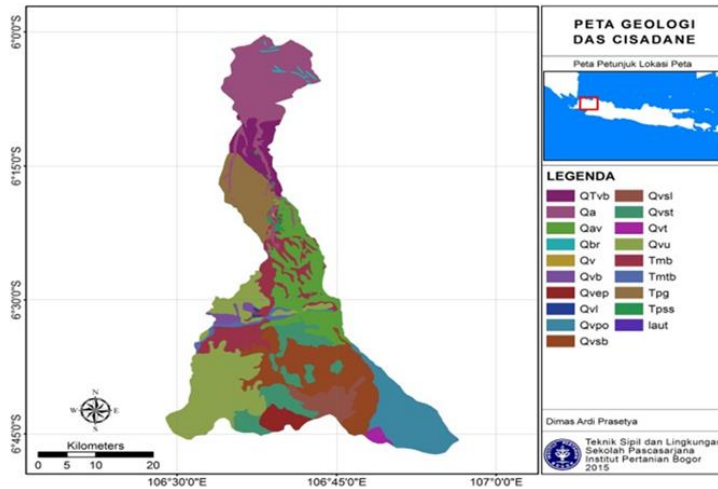 6°0'0"S
6°15'0"S
6°30'0"S
6°45'0"S
N
W
E
S
Kilometers
0 5 10 20
106°30'0"E 106°45'0"E 107°0'0"E
PETA GEOLOGI
DAS CISADANE
Peta Petunjuk Lokasi Peta
LEGENDA
QTvb Qvsl
Qa Qvst
Qav Qvt
Qbr Qvu
Qv Tmb
Qvb Tmtb
Qvep Tpg
Qvl Tpss
Qvpo laut
Qvsb
Dimas Ardi Prasetya
Teknik Sipil dan Lingkungan
Sekolah Pascasarjana
Institut Pertanian Bogor
2015